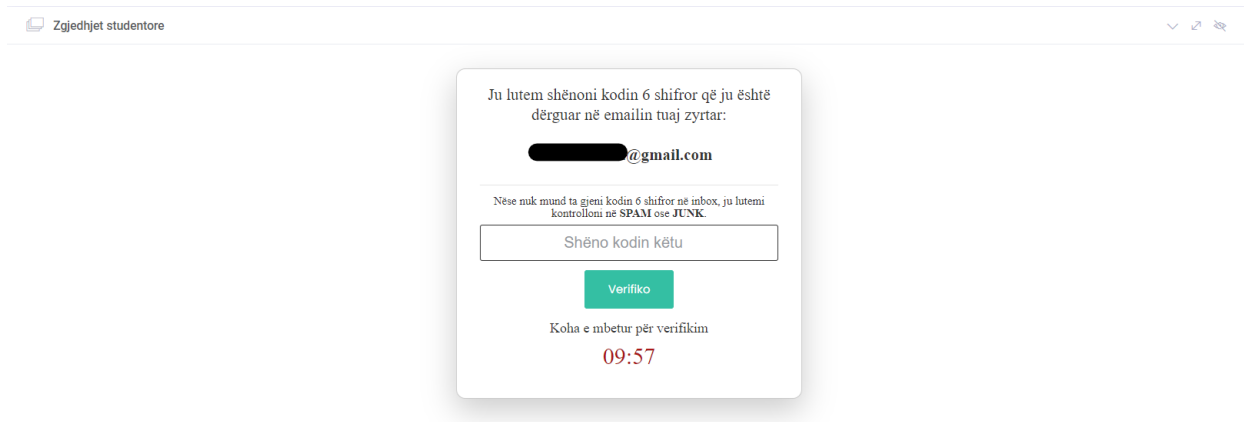 Zgjedhjet studentore
Ju lutem shënoni kodin 6 shifror që ju është
dërguar në emailin tuaj zyrtar:
@gmail.com
Nëse nuk mund ta gjeni kodin 6 shifror në inbox, ju lutemi
kontrolloni në SPAM ose JUNK.
Shëno kodin këtu
Verifiko
Koha e mbetur për verifikim
09:57